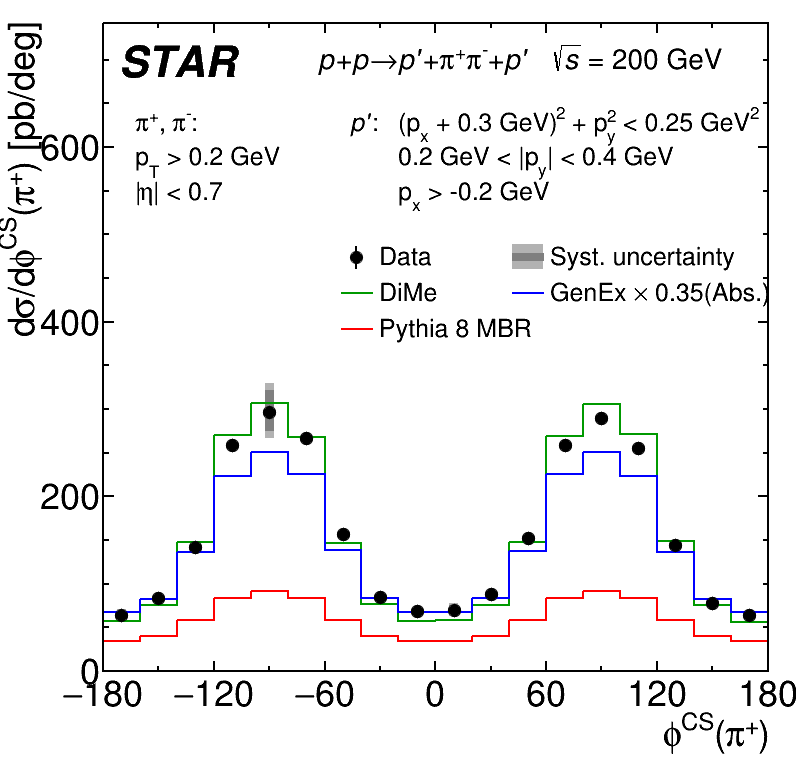 STAR p+p→p′+π⁺π⁻+p′ √s = 200 GeV
π⁺, π⁻: p′: (pₓ + 0.3 GeV)² + p_y² < 0.25 GeV²
p_T > 0.2 GeV 0.2 GeV < |p_y| < 0.4 GeV
|η| < 0.7 pₓ > -0.2 GeV
Data Syst. uncertainty
DiMe GenEx × 0.35(Abs.)
Pythia 8 MBR
dσ/dϕ^CS(π⁺) [pb/deg]
600
400
200
0
−180 −120 −60 0 60 120 180
ϕ^CS(π⁺)